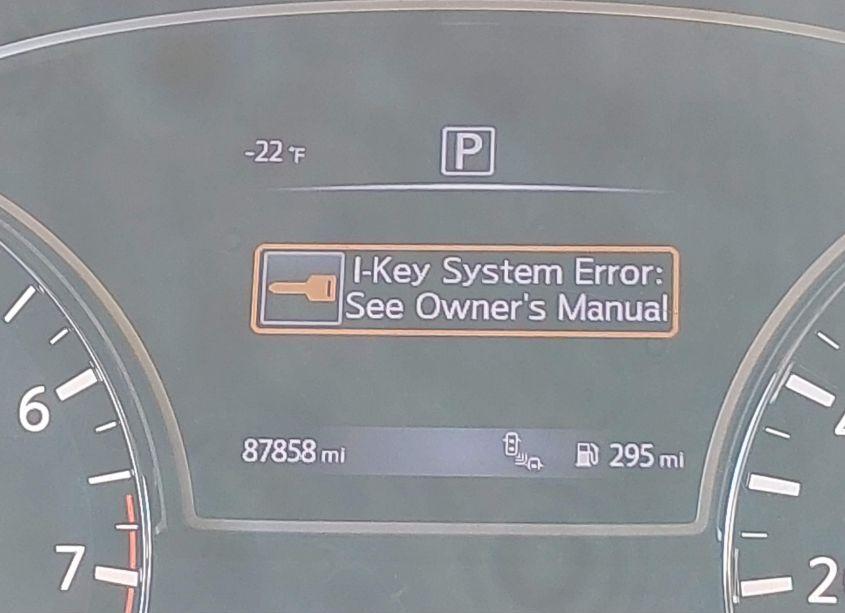 -22 °F P
I-Key System Error:
See Owner's Manual
87858 mi 295 mi
6
7
2